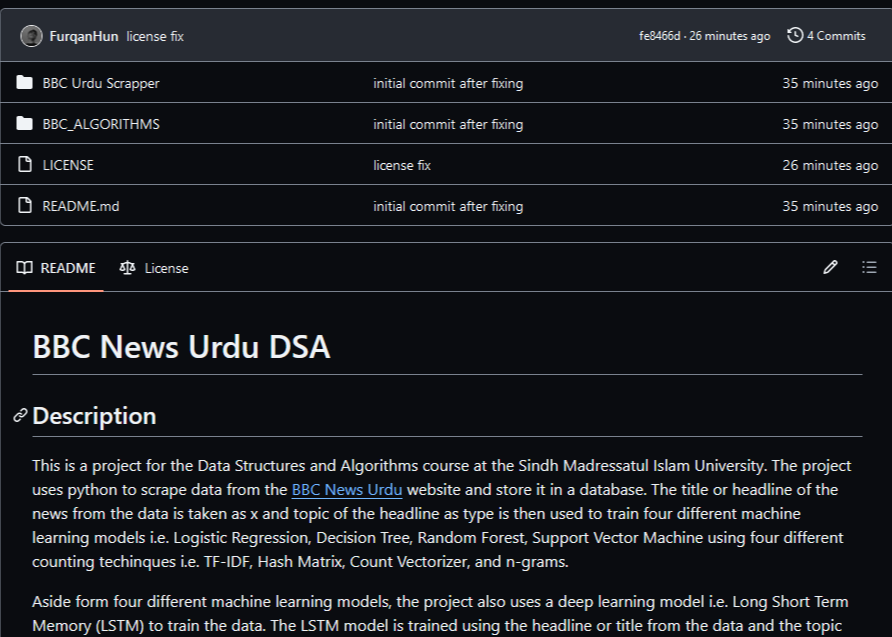 FurqanHun license fix fe8466d · 26 minutes ago 4 Commits
BBC Urdu Scrapper initial commit after fixing 35 minutes ago
BBC_ALGORITHMS initial commit after fixing 35 minutes ago
LICENSE license fix 26 minutes ago
README.md initial commit after fixing 35 minutes ago
README License
BBC News Urdu DSA
Description
This is a project for the Data Structures and Algorithms course at the Sindh Madressatul Islam University. The project
uses python to scrape data from the BBC News Urdu website and store it in a database. The title or headline of the
news from the data is taken as x and topic of the headline as type is then used to train four different machine
learning models i.e. Logistic Regression, Decision Tree, Random Forest, Support Vector Machine using four different
counting techinques i.e. TF-IDF, Hash Matrix, Count Vectorizer, and n-grams.
Aside form four different machine learning models, the project also uses a deep learning model i.e. Long Short Term
Memory (LSTM) to train the data. The LSTM model is trained using the headline or title from the data and the topic